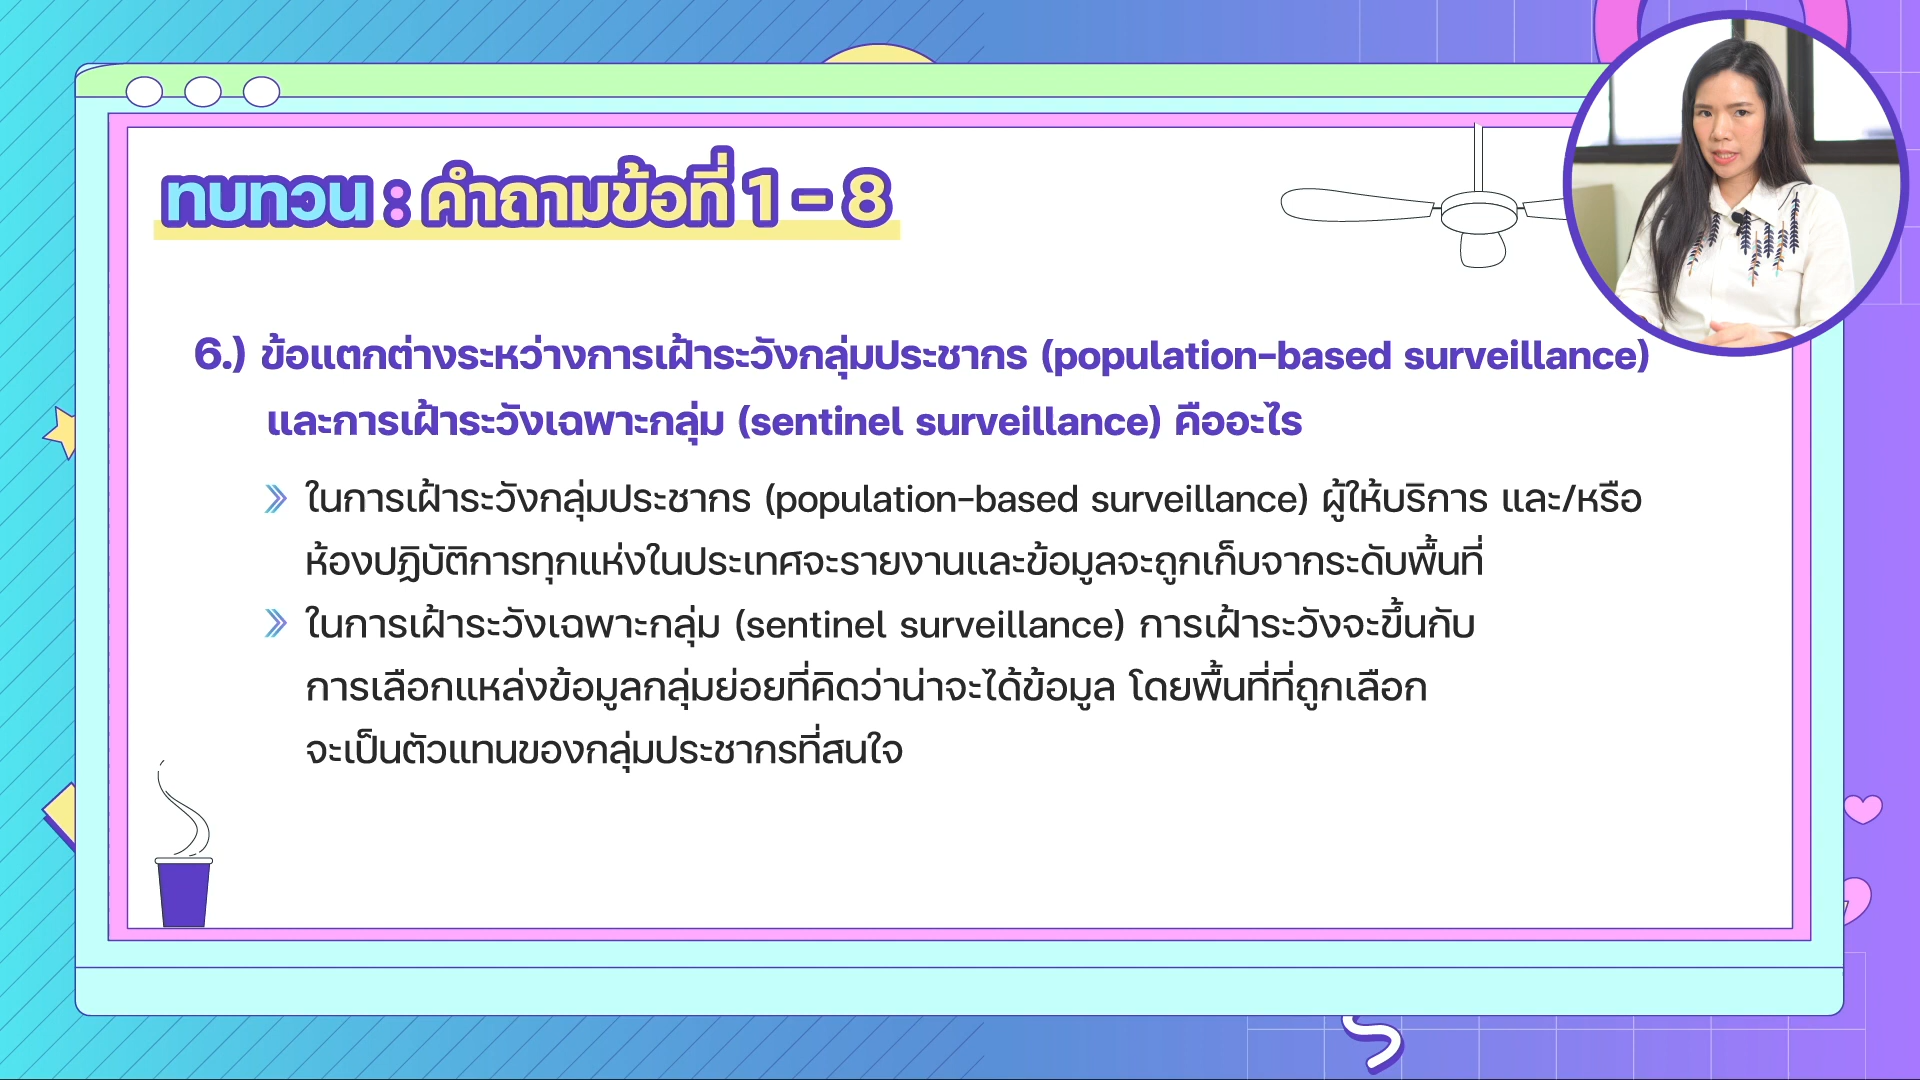 ทบทวน : คำถามข้อที่ 1 - 8
6.) ข้อแตกต่างระหว่างการเฝ้าระวังกลุ่มประชากร (population-based surveillance)
และการเฝ้าระวังเฉพาะกลุ่ม (sentinel surveillance) คืออะไร
ในการเฝ้าระวังกลุ่มประชากร (population-based surveillance) ผู้ให้บริการ และ/หรือ
ห้องปฏิบัติการทุกแห่งในประเทศจะรายงานและข้อมูลจะถูกเก็บจากระดับพื้นที่
ในการเฝ้าระวังเฉพาะกลุ่ม (sentinel surveillance) การเฝ้าระวังจะขึ้นกับ
การเลือกแหล่งข้อมูลกลุ่มย่อยที่คิดว่าน่าจะได้ข้อมูล โดยพื้นที่ที่ถูกเลือก
จะเป็นตัวแทนของกลุ่มประชากรที่สนใจ